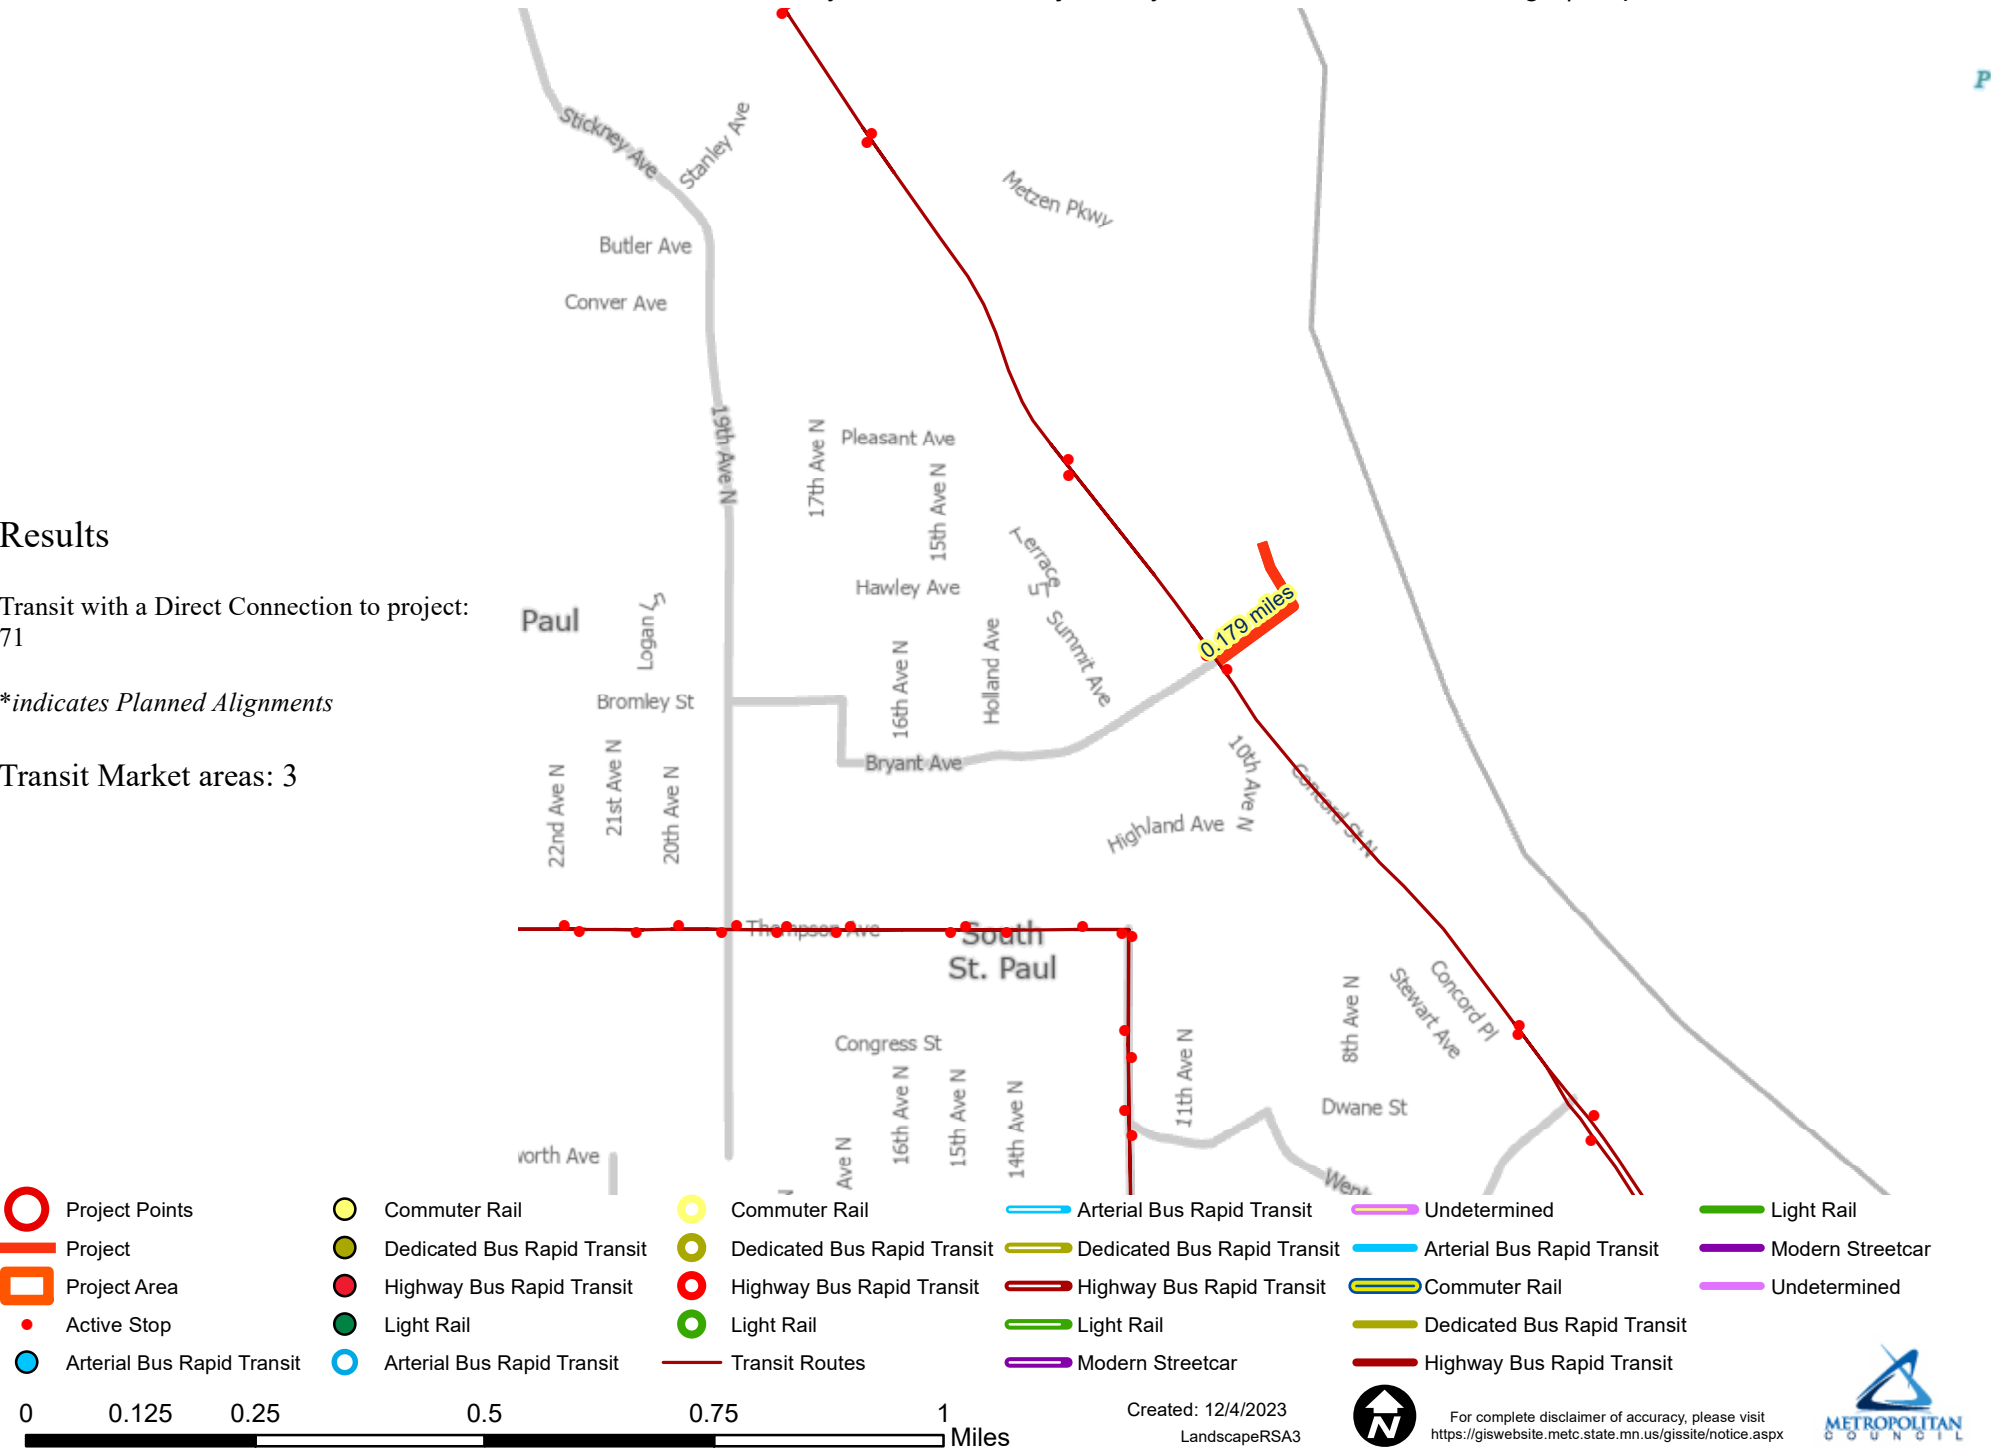 Results
Transit with a Direct Connection to project:
71
*indicates Planned Alignments
Transit Market areas: 3
P
Stickney Ave
Stanley Ave
Metzen Pkwy
Butler Ave
Conver Ave
19th Ave N
17th Ave N
Pleasant Ave
15th Ave N
Terrace
Hawley Ave
0.179 miles
Paul
Logan
Summit Ave
Holland Ave
16th Ave N
Bromley St
Bryant Ave
10th Ave N
Concord St N
22nd Ave N
21st Ave N
20th Ave N
Highland Ave
Thompson Ave
South
St. Paul
Concord Pl
Stewart Ave
8th Ave N
Congress St
11th Ave N
16th Ave N
15th Ave N
14th Ave N
Dwane St
Ave N
worth Ave
Went
Project Points
Commuter Rail
Commuter Rail
Arterial Bus Rapid Transit
Undetermined
Light Rail
Project
Dedicated Bus Rapid Transit
Dedicated Bus Rapid Transit
Dedicated Bus Rapid Transit
Arterial Bus Rapid Transit
Modern Streetcar
Project Area
Highway Bus Rapid Transit
Highway Bus Rapid Transit
Highway Bus Rapid Transit
Commuter Rail
Undetermined
Active Stop
Light Rail
Light Rail
Light Rail
Dedicated Bus Rapid Transit
Arterial Bus Rapid Transit
Arterial Bus Rapid Transit
Transit Routes
Modern Streetcar
Highway Bus Rapid Transit
0 0.125 0.25 0.5 0.75 1
Miles
Created: 12/4/2023
LandscapeRSA3
N
For complete disclaimer of accuracy, please visit
https://giswebsite.metc.state.mn.us/gissite/notice.aspx
METROPOLITAN
COUNCIL